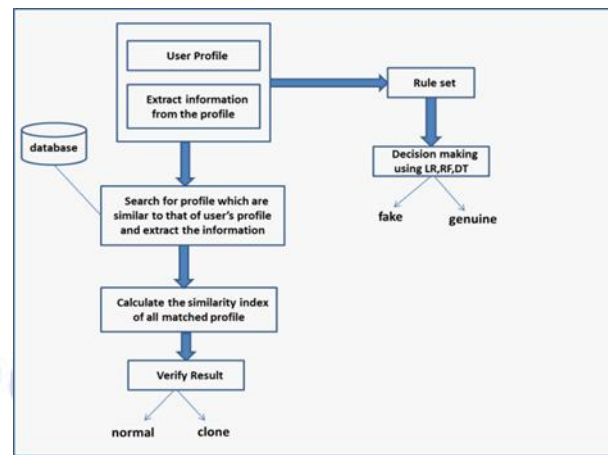 User Profile
Extract information
from the profile
Rule set
database
Decision making
using LR,RF,DT
Search for profile which are
similar to that of user's profile
and extract the information
fake
genuine
Calculate the similarity index
of all matched profile
Verify Result
normal
clone